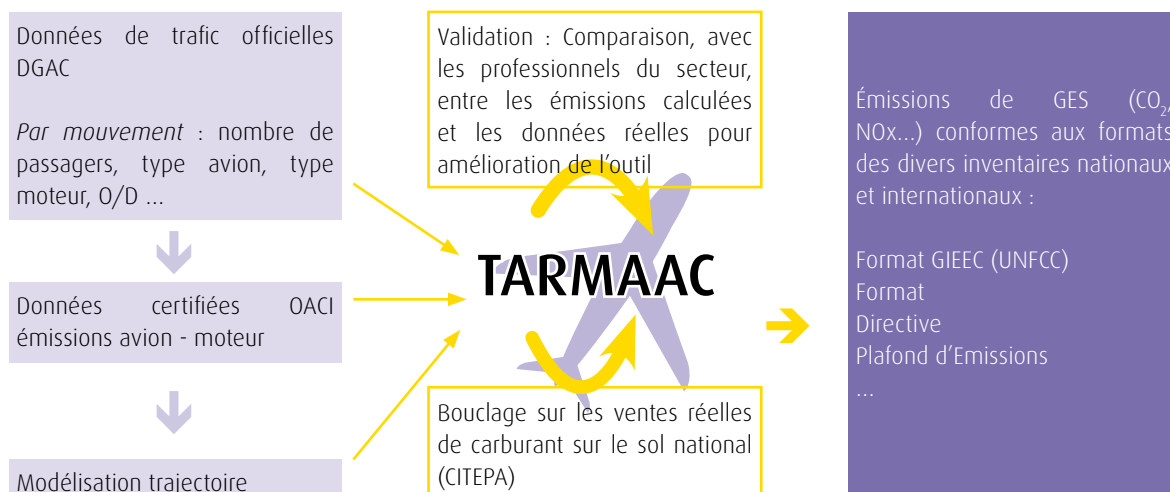 Données de trafic officielles
DGAC
Par mouvement : nombre de
passagers, type avion, type
moteur, O/D ...
Données certifiées OACI
émissions avion - moteur
Modélisation trajectoire
Validation : Comparaison, avec
les professionnels du secteur,
entre les émissions calculées
et les données réelles pour
amélioration de l'outil
TARMAAC
Bouclage sur les ventes réelles
de carburant sur le sol national
(CITEPA)
Émissions de GES (CO₂,
NOx...) conformes aux formats
des divers inventaires nationaux
et internationaux :
Format GIEEC (UNFCC)
Format
Directive
Plafond d'Emissions
...